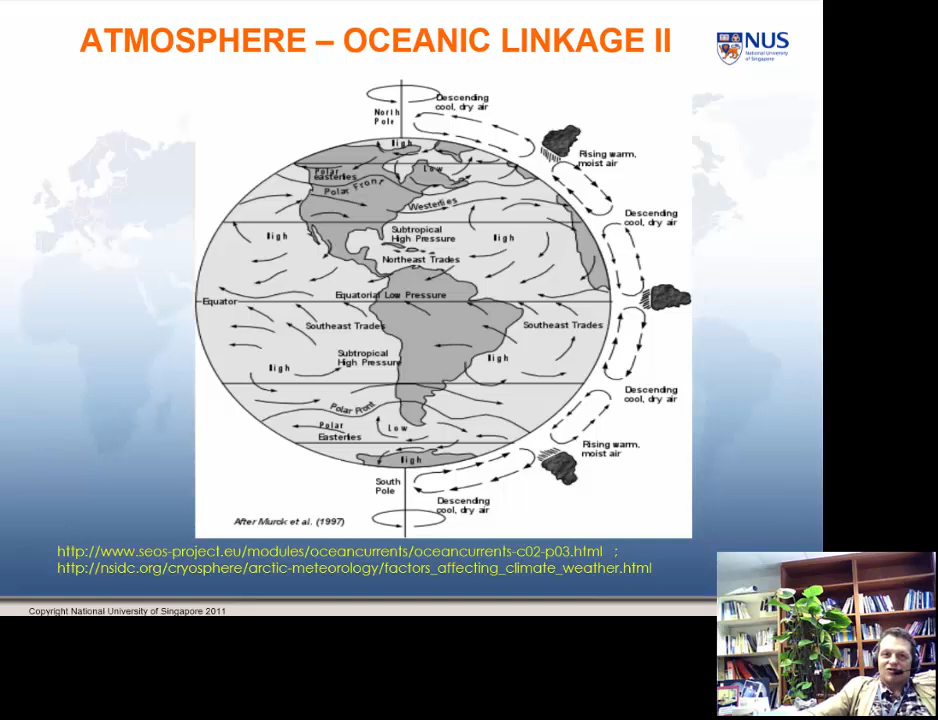 ATMOSPHERE – OCEANIC LINKAGE II
NUS
National University
of Singapore
Descending
cool, dry air
North
Pole
High
Rising warm,
moist air
Polar
easterlies
Low
Polar Front
Westerlies
Descending
cool, dry air
Subtropical
High Pressure
High
High
Northeast Trades
Equator
Equatorial Low Pressure
Southeast Trades
Southeast Trades
Subtropical
High Pressure
High
High
Descending
cool, dry air
Polar Front
Polar
Easterlies
Low
Rising warm,
moist air
High
South
Pole
Descending
cool, dry air
After Murck et al. (1997)
http://www.seos-project.eu/modules/oceancurrents/oceancurrents-c02-p03.html ;
http://nsidc.org/cryosphere/arctic-meteorology/factors_affecting_climate_weather.html
Copyright National University of Singapore 2011